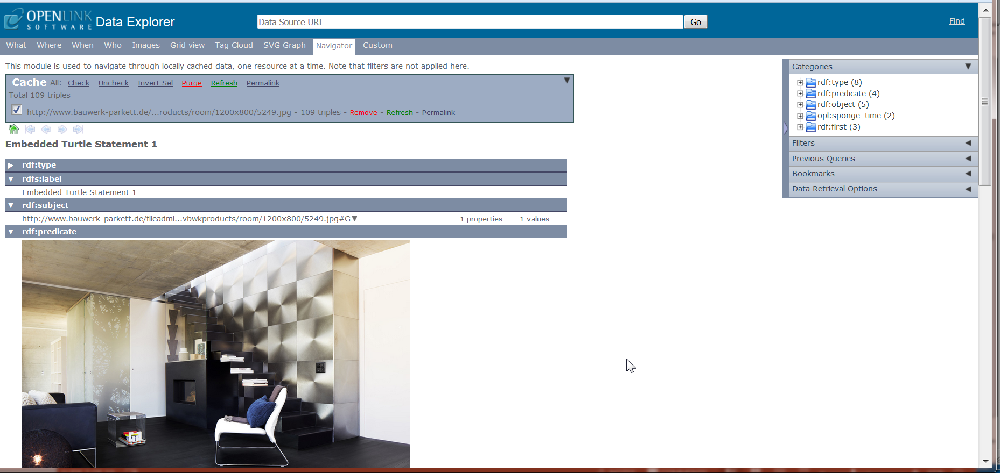 OPENLINK
SOFTWARE
Data Explorer
Data Source URI
Go
Find
What Where When Who Images Grid view Tag Cloud SVG Graph Navigator Custom
This module is used to navigate through locally cached data, one resource at a time. Note that filters are not applied here.
Cache All: Check Uncheck Invert Sel Purge Refresh Permalink
Total 109 triples
http://www.bauwerk-parkett.de/...roducts/room/1200x800/5249.jpg - 109 triples - Remove - Refresh - Permalink
Embedded Turtle Statement 1
rdf:type
rdfs:label
Embedded Turtle Statement 1
rdf:subject
http://www.bauwerk-parkett.de/fileadmi...vbwkproducts/room/1200x800/5249.jpg#G 1 properties 1 values
rdf:predicate
Categories
rdf:type (8)
rdf:predicate (4)
rdf:object (5)
opl:sponge_time (2)
rdf:first (3)
Filters
Previous Queries
Bookmarks
Data Retrieval Options